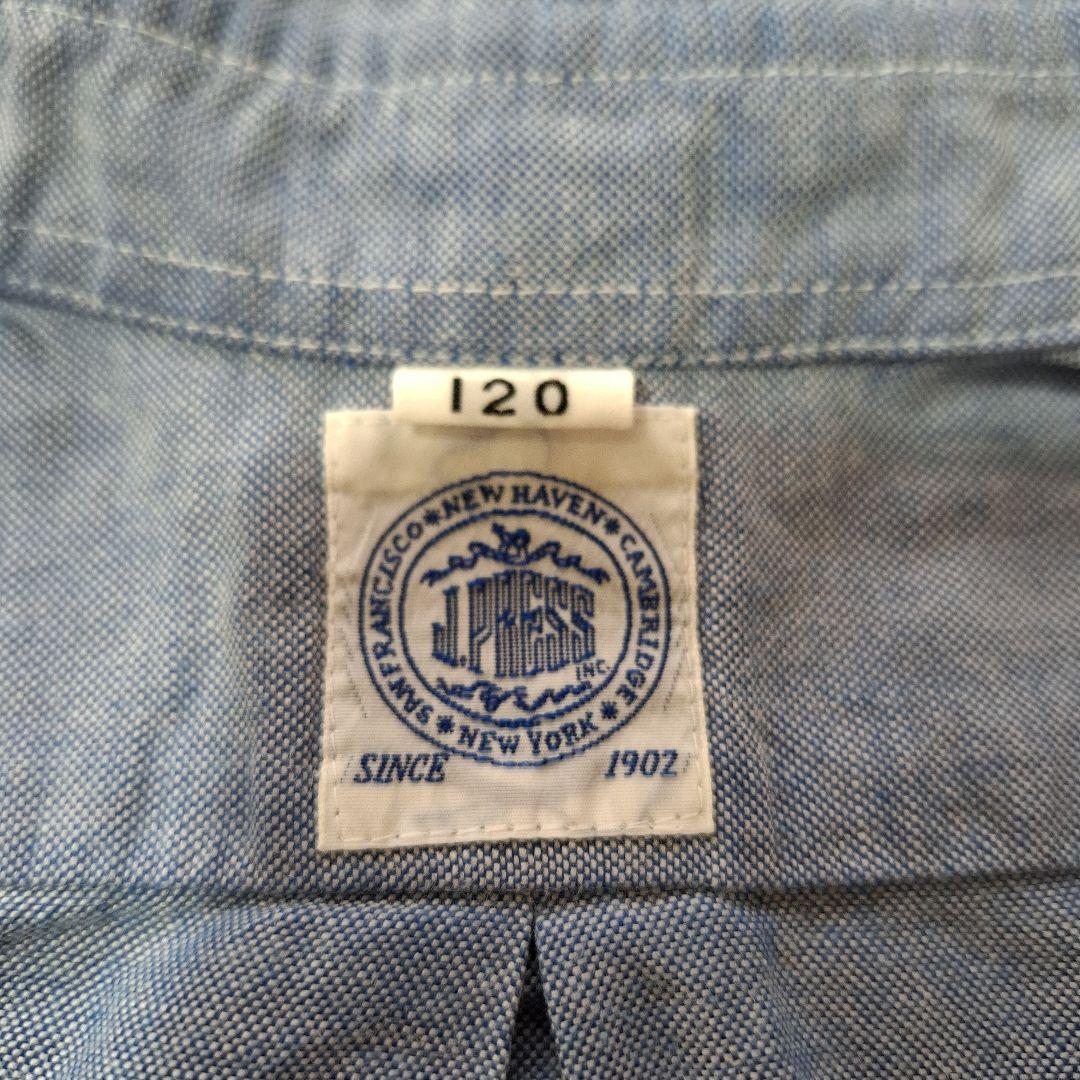 120
SAN FRANCISCO * NEW HAVEN * CAMBRIDGE * NEW YORK *
J. PRESS
INC.
SINCE 1902